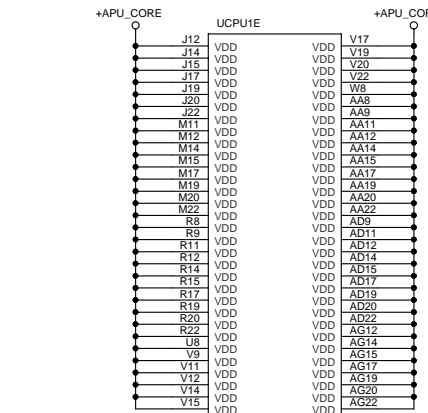 +APU_CORE UCPU1E +APU_COR
J12 VDD VDD V17
J14 VDD VDD V19
J15 VDD VDD V20
J17 VDD VDD V22
J19 VDD VDD W8
J20 VDD VDD AA8
J22 VDD VDD AA9
M11 VDD VDD AA11
M12 VDD VDD AA12
M14 VDD VDD AA14
M15 VDD VDD AA15
M17 VDD VDD AA17
M19 VDD VDD AA19
M20 VDD VDD AA20
M22 VDD VDD AA22
R8 VDD VDD AD9
R9 VDD VDD AD11
R11 VDD VDD AD12
R12 VDD VDD AD14
R14 VDD VDD AD15
R15 VDD VDD AD17
R17 VDD VDD AD19
R19 VDD VDD AD20
R20 VDD VDD AD22
R22 VDD VDD AG12
U8 VDD VDD AG14
V9 VDD VDD AG15
V11 VDD VDD AG17
V12 VDD VDD AG19
V14 VDD VDD AG20
V15 VDD VDD AG22